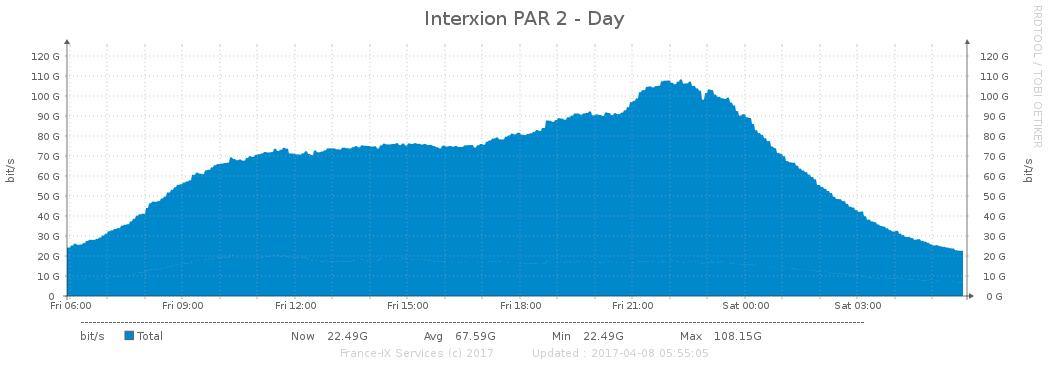 Interxion PAR 2 - Day
RRDTOOL / TOBI OETIKER
120 G 120 G
110 G 110 G
100 G 100 G
90 G 90 G
80 G 80 G
70 G 70 G
60 G 60 G
50 G 50 G
40 G 40 G
30 G 30 G
20 G 20 G
10 G 10 G
0 0 G
bit/s
bit/s
Fri 06:00 Fri 09:00 Fri 12:00 Fri 15:00 Fri 18:00 Fri 21:00 Sat 00:00 Sat 03:00
bit/s Total Now 22.49G Avg 67.59G Min 22.49G Max 108.15G
France-IX Services (c) 2017 Updated : 2017-04-08 05:55:05